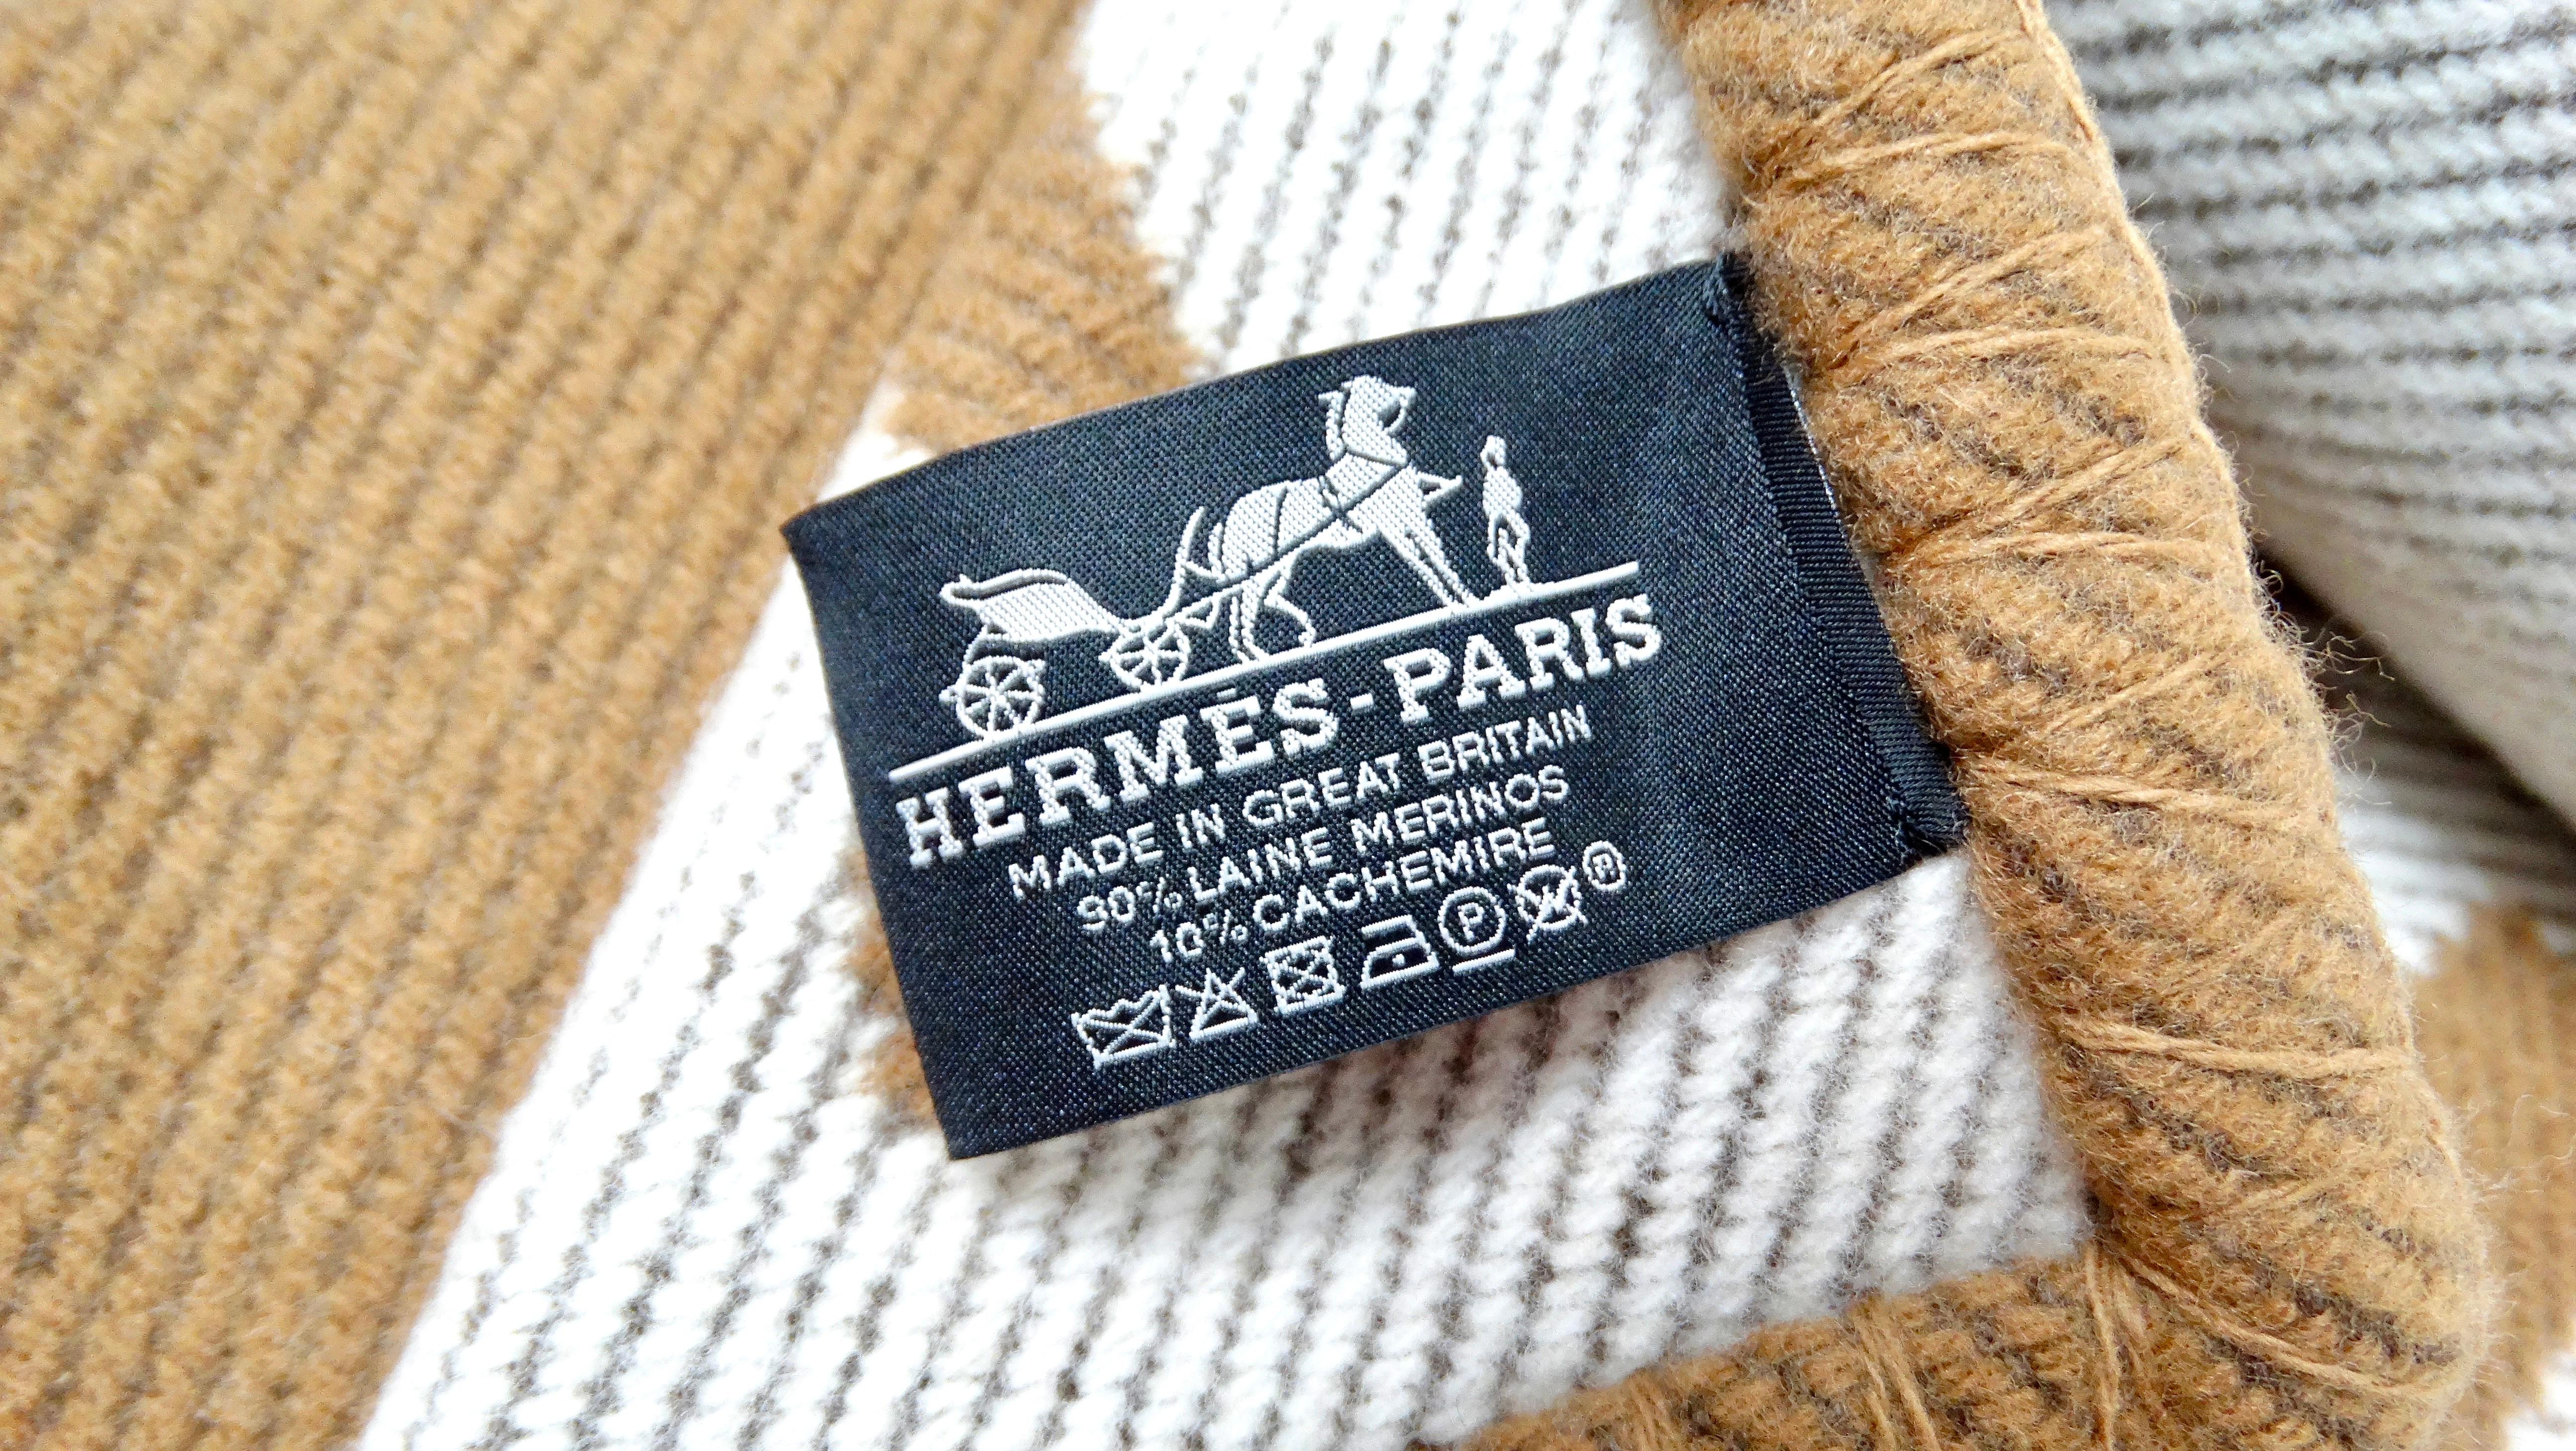 HERMÈS-PARIS
MADE IN GREAT BRITAIN
90% LAINE MERINOS
10% CACHEMIRE
P ®